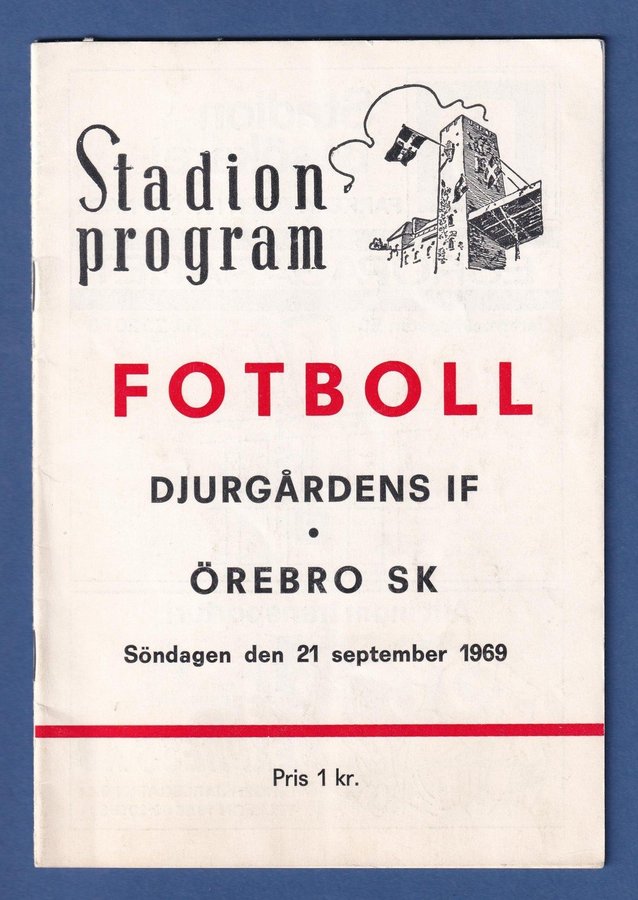 Stadion
program
FOTBOLL
DJURGÅRDENS IF
•
ÖREBRO SK
Söndagen den 21 september 1969
Pris 1 kr.